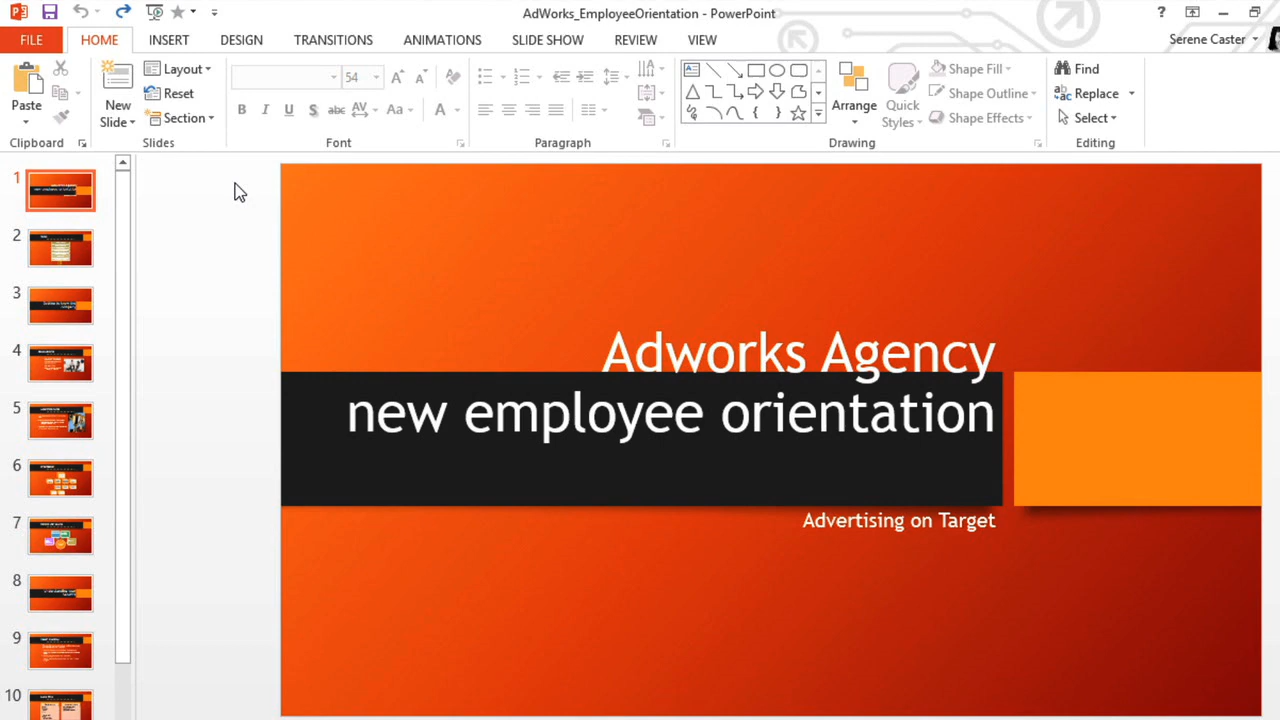 AdWorks_EmployeeOrientation - PowerPoint
FILE HOME INSERT DESIGN TRANSITIONS ANIMATIONS SLIDE SHOW REVIEW VIEW Serene Caster
Paste
Clipboard
New
Slide
Layout
Reset
Section
Slides
54
B I U S abc AV Aa A
Font
Paragraph
Arrange
Quick
Styles
Shape Fill
Shape Outline
Shape Effects
Drawing
Find
Replace
Select
Editing
1
2
3
4
5
6
7
8
9
10
Adworks Agency
new employee orientation
Advertising on Target